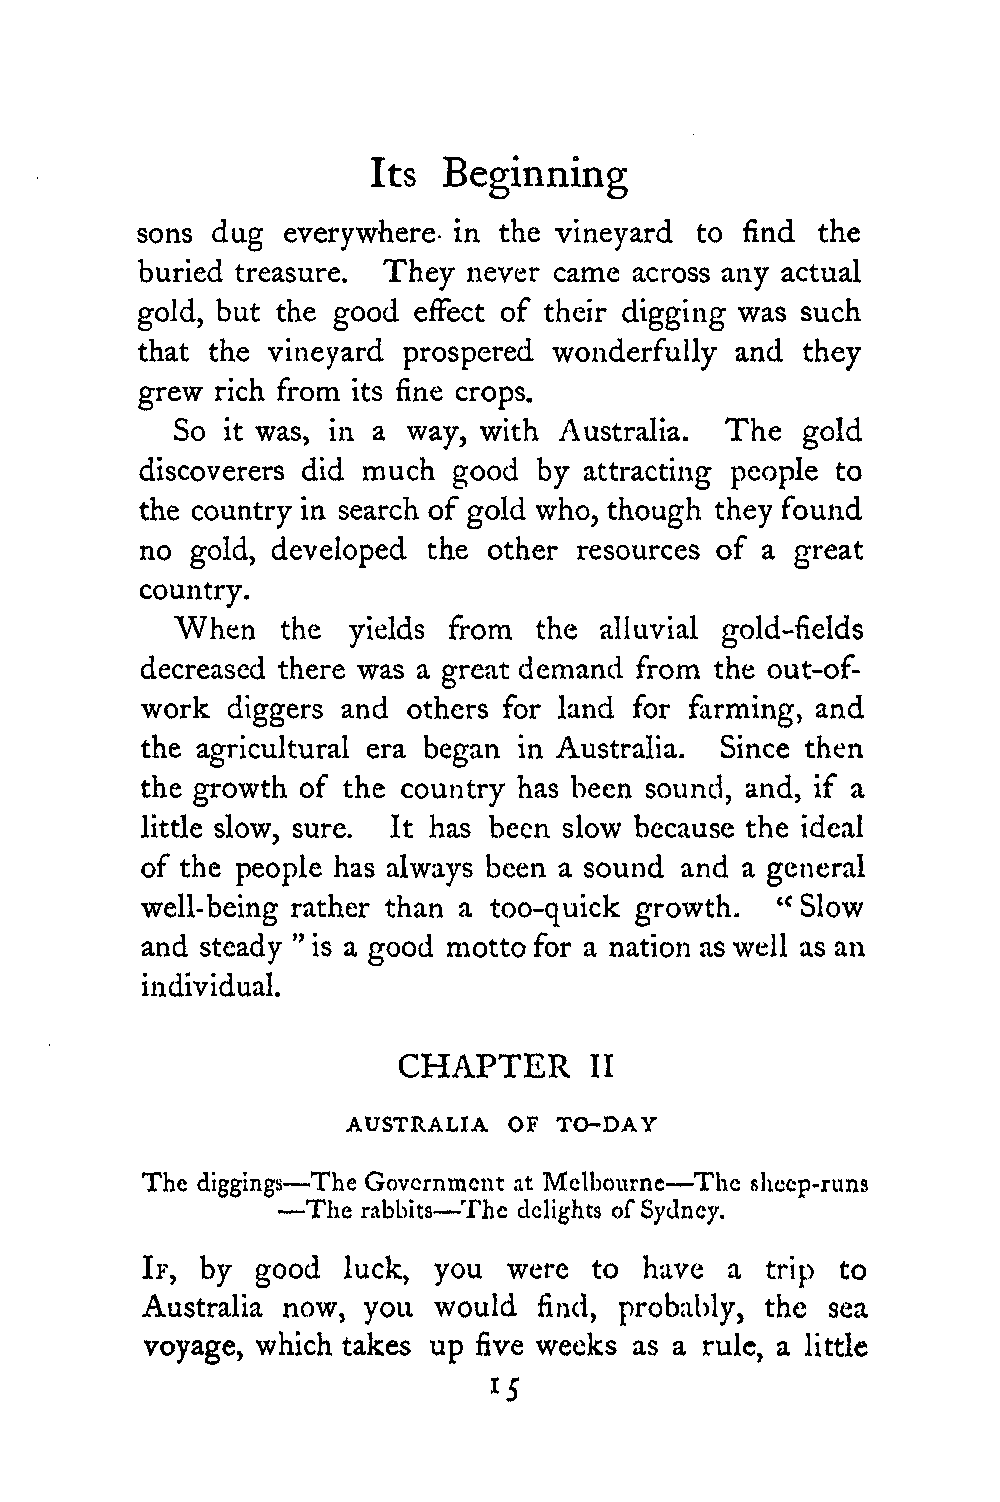 Its Beginning
sons dug everywhere in the vineyard to find the
buried treasure. They never came across any actual
gold, but the good effect of their digging was such
that the vineyard prospered wonderfully and they
grew rich from its fine crops.
So it was, in a way, with Australia. The gold
discoverers did much good by attracting people to
the country in search of gold who, though they found
no gold, developed the other resources of a great
country.
When the yields from the alluvial gold-fields
decreased there was a great demand from the out-of-
work diggers and others for land for farming, and
the agricultural era began in Australia. Since then
the growth of the country has been sound, and, if a
little slow, sure. It has been slow because the ideal
of the people has always been a sound and a general
well-being rather than a too-quick growth. “Slow
and steady” is a good motto for a nation as well as an
individual.
CHAPTER II
AUSTRALIA OF TO-DAY
The diggings—The Government at Melbourne—The sheep-runs
—The rabbits—The delights of Sydney.
IF, by good luck, you were to have a trip to
Australia now, you would find, probably, the sea
voyage, which takes up five weeks as a rule, a little
15